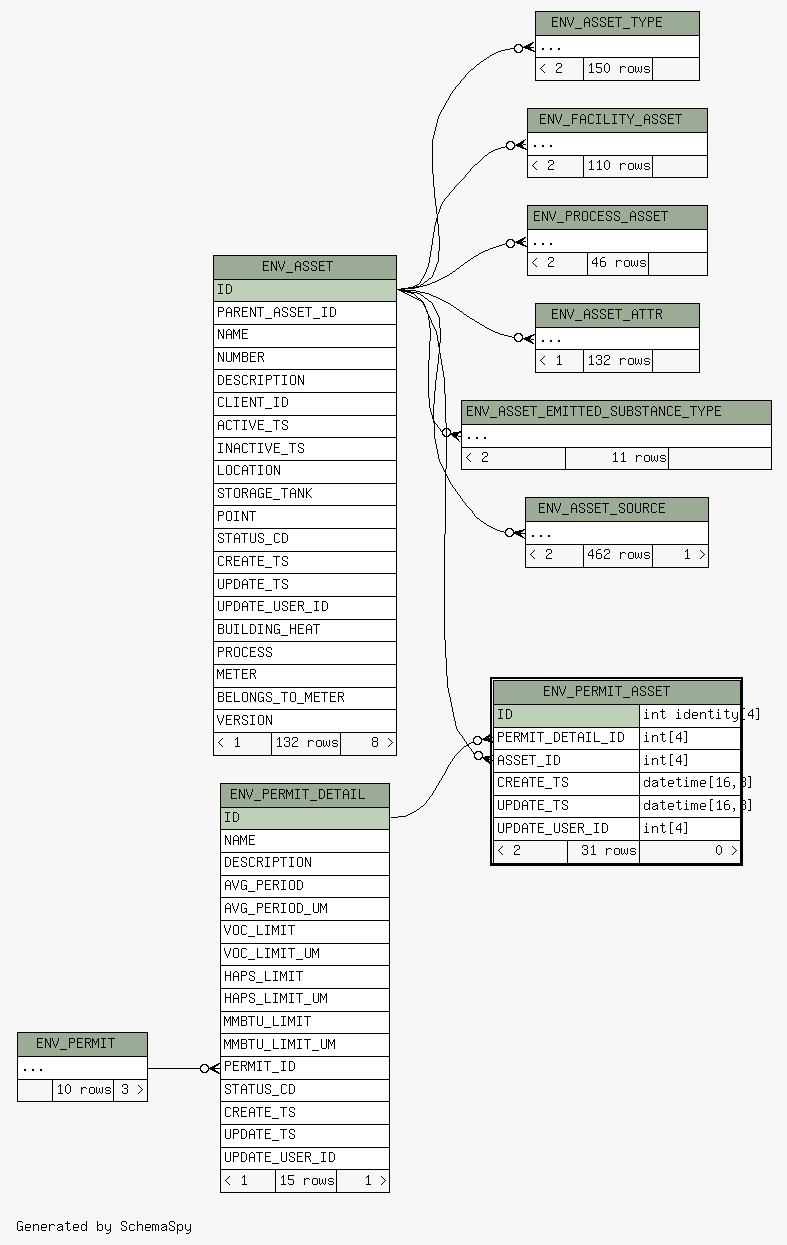 ENV_ASSET_TYPE
...
< 2 150 rows
ENV_FACILITY_ASSET
...
< 2 110 rows
ENV_PROCESS_ASSET
...
< 2 46 rows
ENV_ASSET_ATTR
...
< 1 132 rows
ENV_ASSET_EMITTED_SUBSTANCE_TYPE
...
< 2 11 rows
ENV_ASSET_SOURCE
...
< 2 462 rows 1 >
ENV_ASSET
ID
PARENT_ASSET_ID
NAME
NUMBER
DESCRIPTION
CLIENT_ID
ACTIVE_TS
INACTIVE_TS
LOCATION
STORAGE_TANK
POINT
STATUS_CD
CREATE_TS
UPDATE_TS
UPDATE_USER_ID
BUILDING_HEAT
PROCESS
METER
BELONGS_TO_METER
VERSION
< 1 132 rows 8 >
ENV_PERMIT_ASSET
ID int identity[4]
PERMIT_DETAIL_ID int[4]
ASSET_ID int[4]
CREATE_TS datetime[16,3]
UPDATE_TS datetime[16,3]
UPDATE_USER_ID int[4]
< 2 31 rows 0 >
ENV_PERMIT_DETAIL
ID
NAME
DESCRIPTION
AVG_PERIOD
AVG_PERIOD_UM
VOC_LIMIT
VOC_LIMIT_UM
HAPS_LIMIT
HAPS_LIMIT_UM
MMBTU_LIMIT
MMBTU_LIMIT_UM
PERMIT_ID
STATUS_CD
CREATE_TS
UPDATE_TS
UPDATE_USER_ID
< 1 15 rows 1 >
ENV_PERMIT
...
10 rows 3 >
Generated by SchemaSpy